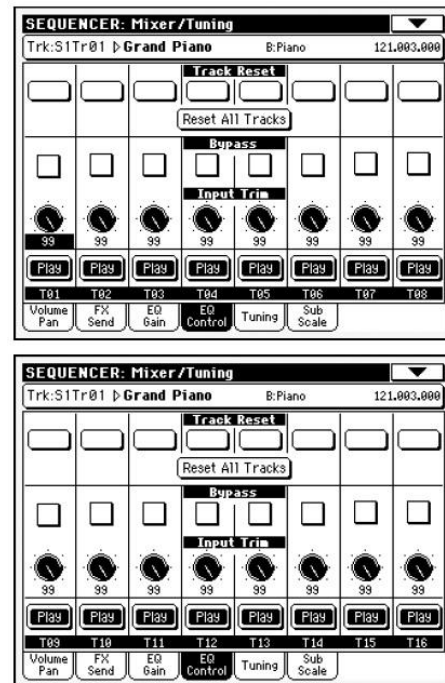 SEQUENCER: Mixer/Tuning
Trk:S1Tr01 ▷Grand Piano B:Piano 121.003.000
Track Reset
Reset All Tracks
Bypass
Input Trim
99 99 99 99 99 99 99 99
Play Play Play Play Play Play Play Play
T01 T02 T03 T04 T05 T06 T07 T08
Volume Pan FX Send EQ Gain EQ Control Tuning Sub Scale
SEQUENCER: Mixer/Tuning
Trk:S1Tr01 ▷Grand Piano B:Piano 121.003.000
Track Reset
Reset All Tracks
Bypass
Input Trim
99 99 99 99 99 99 99 99
Play Play Play Play Play Play Play Play
T09 T10 T11 T12 T13 T14 T15 T16
Volume Pan FX Send EQ Gain EQ Control Tuning Sub Scale